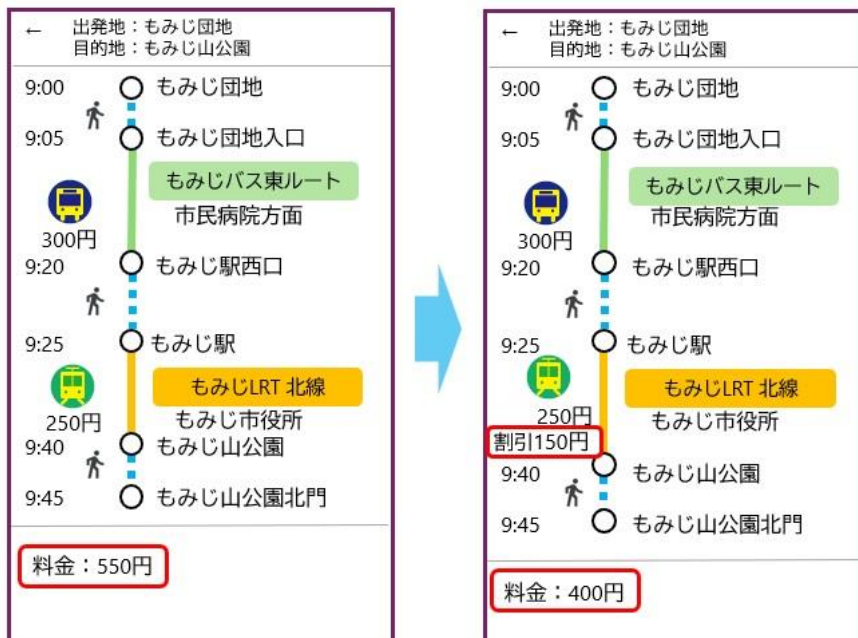 ← 出発地：もみじ団地
目的地：もみじ山公園
9:00 もみじ団地
9:05 もみじ団地入口
もみじバス東ルート
市民病院方面
300円
9:20 もみじ駅西口
9:25 もみじ駅
もみじLRT 北線
250円 もみじ市役所
9:40 もみじ山公園
9:45 もみじ山公園北門
料金：550円
← 出発地：もみじ団地
目的地：もみじ山公園
9:00 もみじ団地
9:05 もみじ団地入口
もみじバス東ルート
市民病院方面
300円
9:20 もみじ駅西口
9:25 もみじ駅
もみじLRT 北線
250円 もみじ市役所
割引150円
9:40 もみじ山公園
9:45 もみじ山公園北門
料金：400円